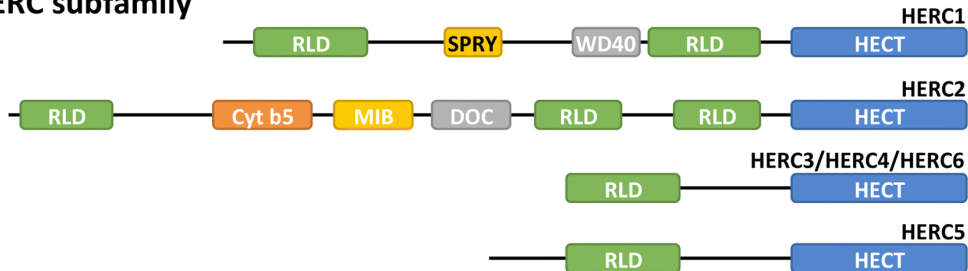 ERC subfamily
HERC1
RLD SPRY WD40 RLD HECT
HERC2
RLD Cyt b5 MIB DOC RLD RLD HECT
HERC3/HERC4/HERC6
RLD HECT
HERC5
RLD HECT